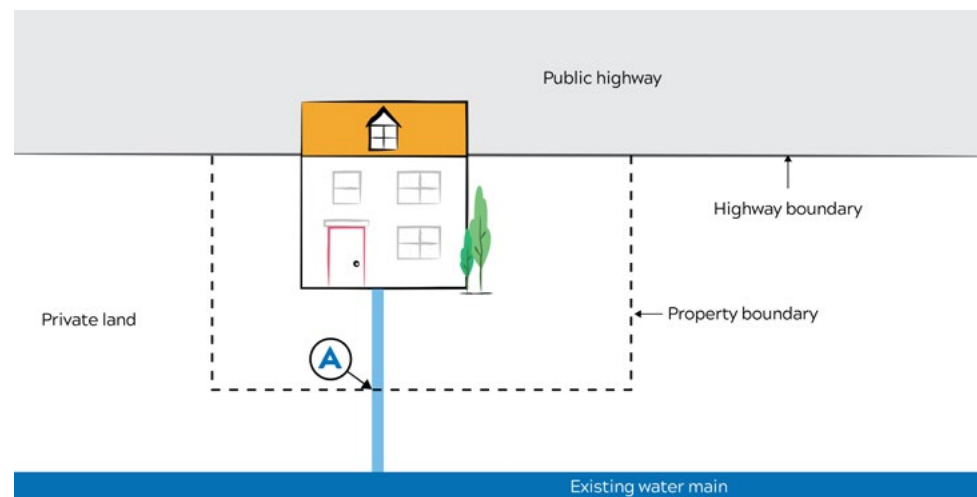 Public highway
Highway boundary
Property boundary
Private land
A
Existing water main